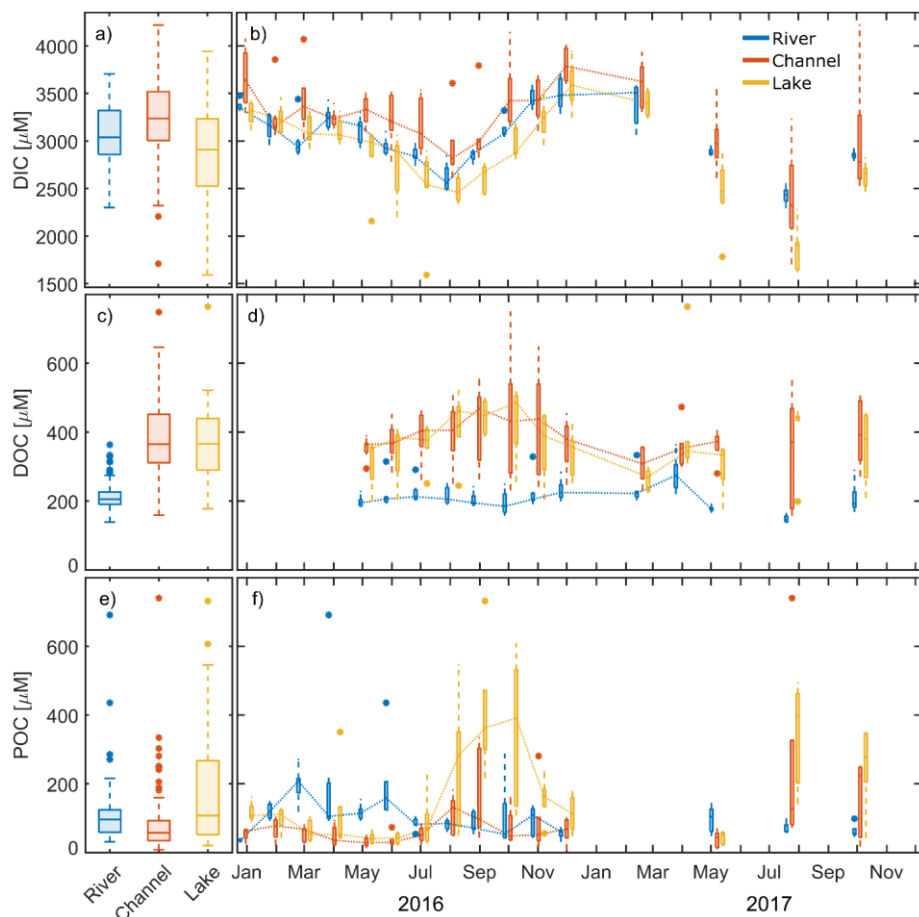 a)
b)
River
Channel
Lake
DIC [µM]
4000
3500
3000
2500
2000
1500
c)
d)
DOC [µM]
600
400
200
0
e)
f)
POC [µM]
600
400
200
0
River
Channel
Lake
Jan Mar May Jul Sep Nov Jan Mar May Jul Sep Nov
2016 2017